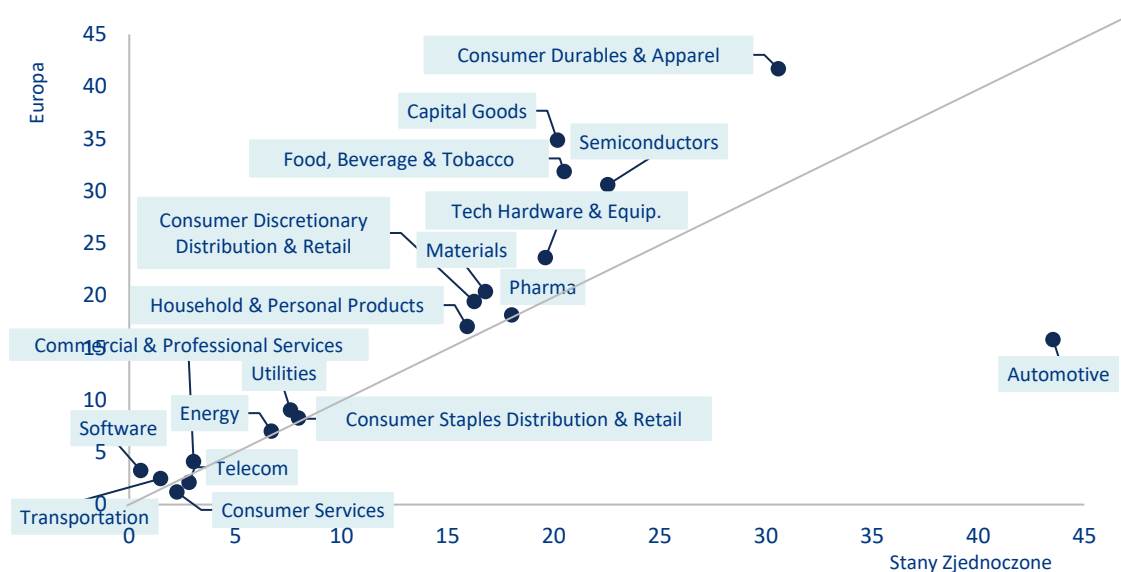 45
Europa
40
35
30
25
20
15
10
5
0
Consumer Durables & Apparel
Capital Goods
Semiconductors
Food, Beverage & Tobacco
Tech Hardware & Equip.
Consumer Discretionary
Distribution & Retail
Materials
Pharma
Household & Personal Products
Commercial & Professional Services
Utilities
Automotive
Energy
Consumer Staples Distribution & Retail
Software
Telecom
Transportation
Consumer Services
0 5 10 15 20 25 30 35 40 45
Stany Zjednoczone